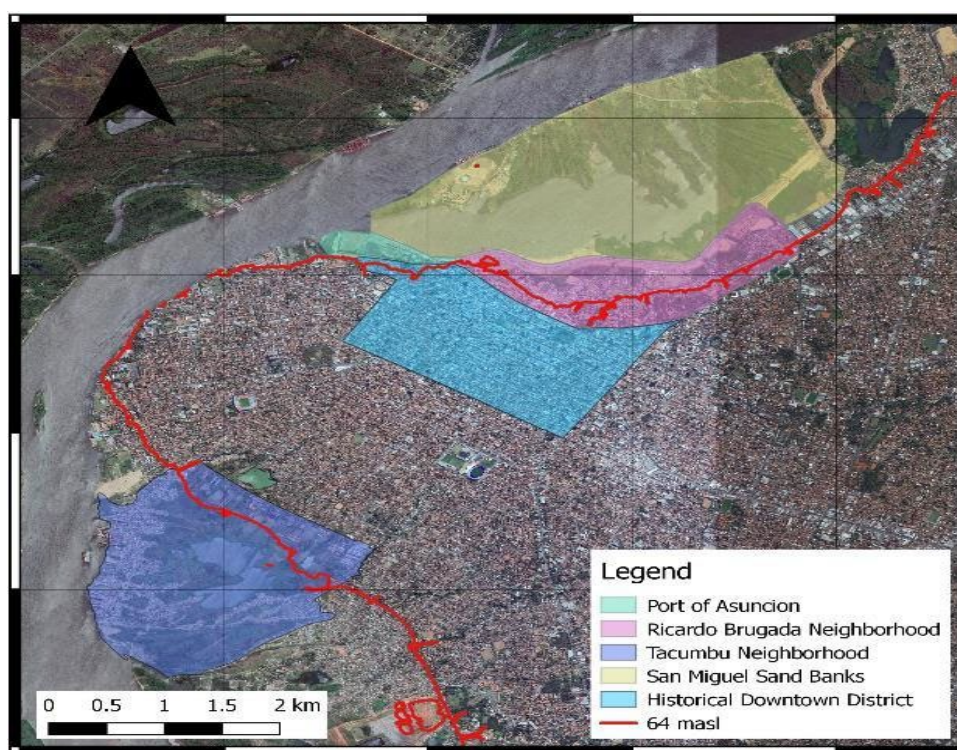 Legend
Port of Asuncion
Ricardo Brugada Neighborhood
Tacumbu Neighborhood
San Miguel Sand Banks
Historical Downtown District
64 masl
0 0.5 1 1.5 2 km